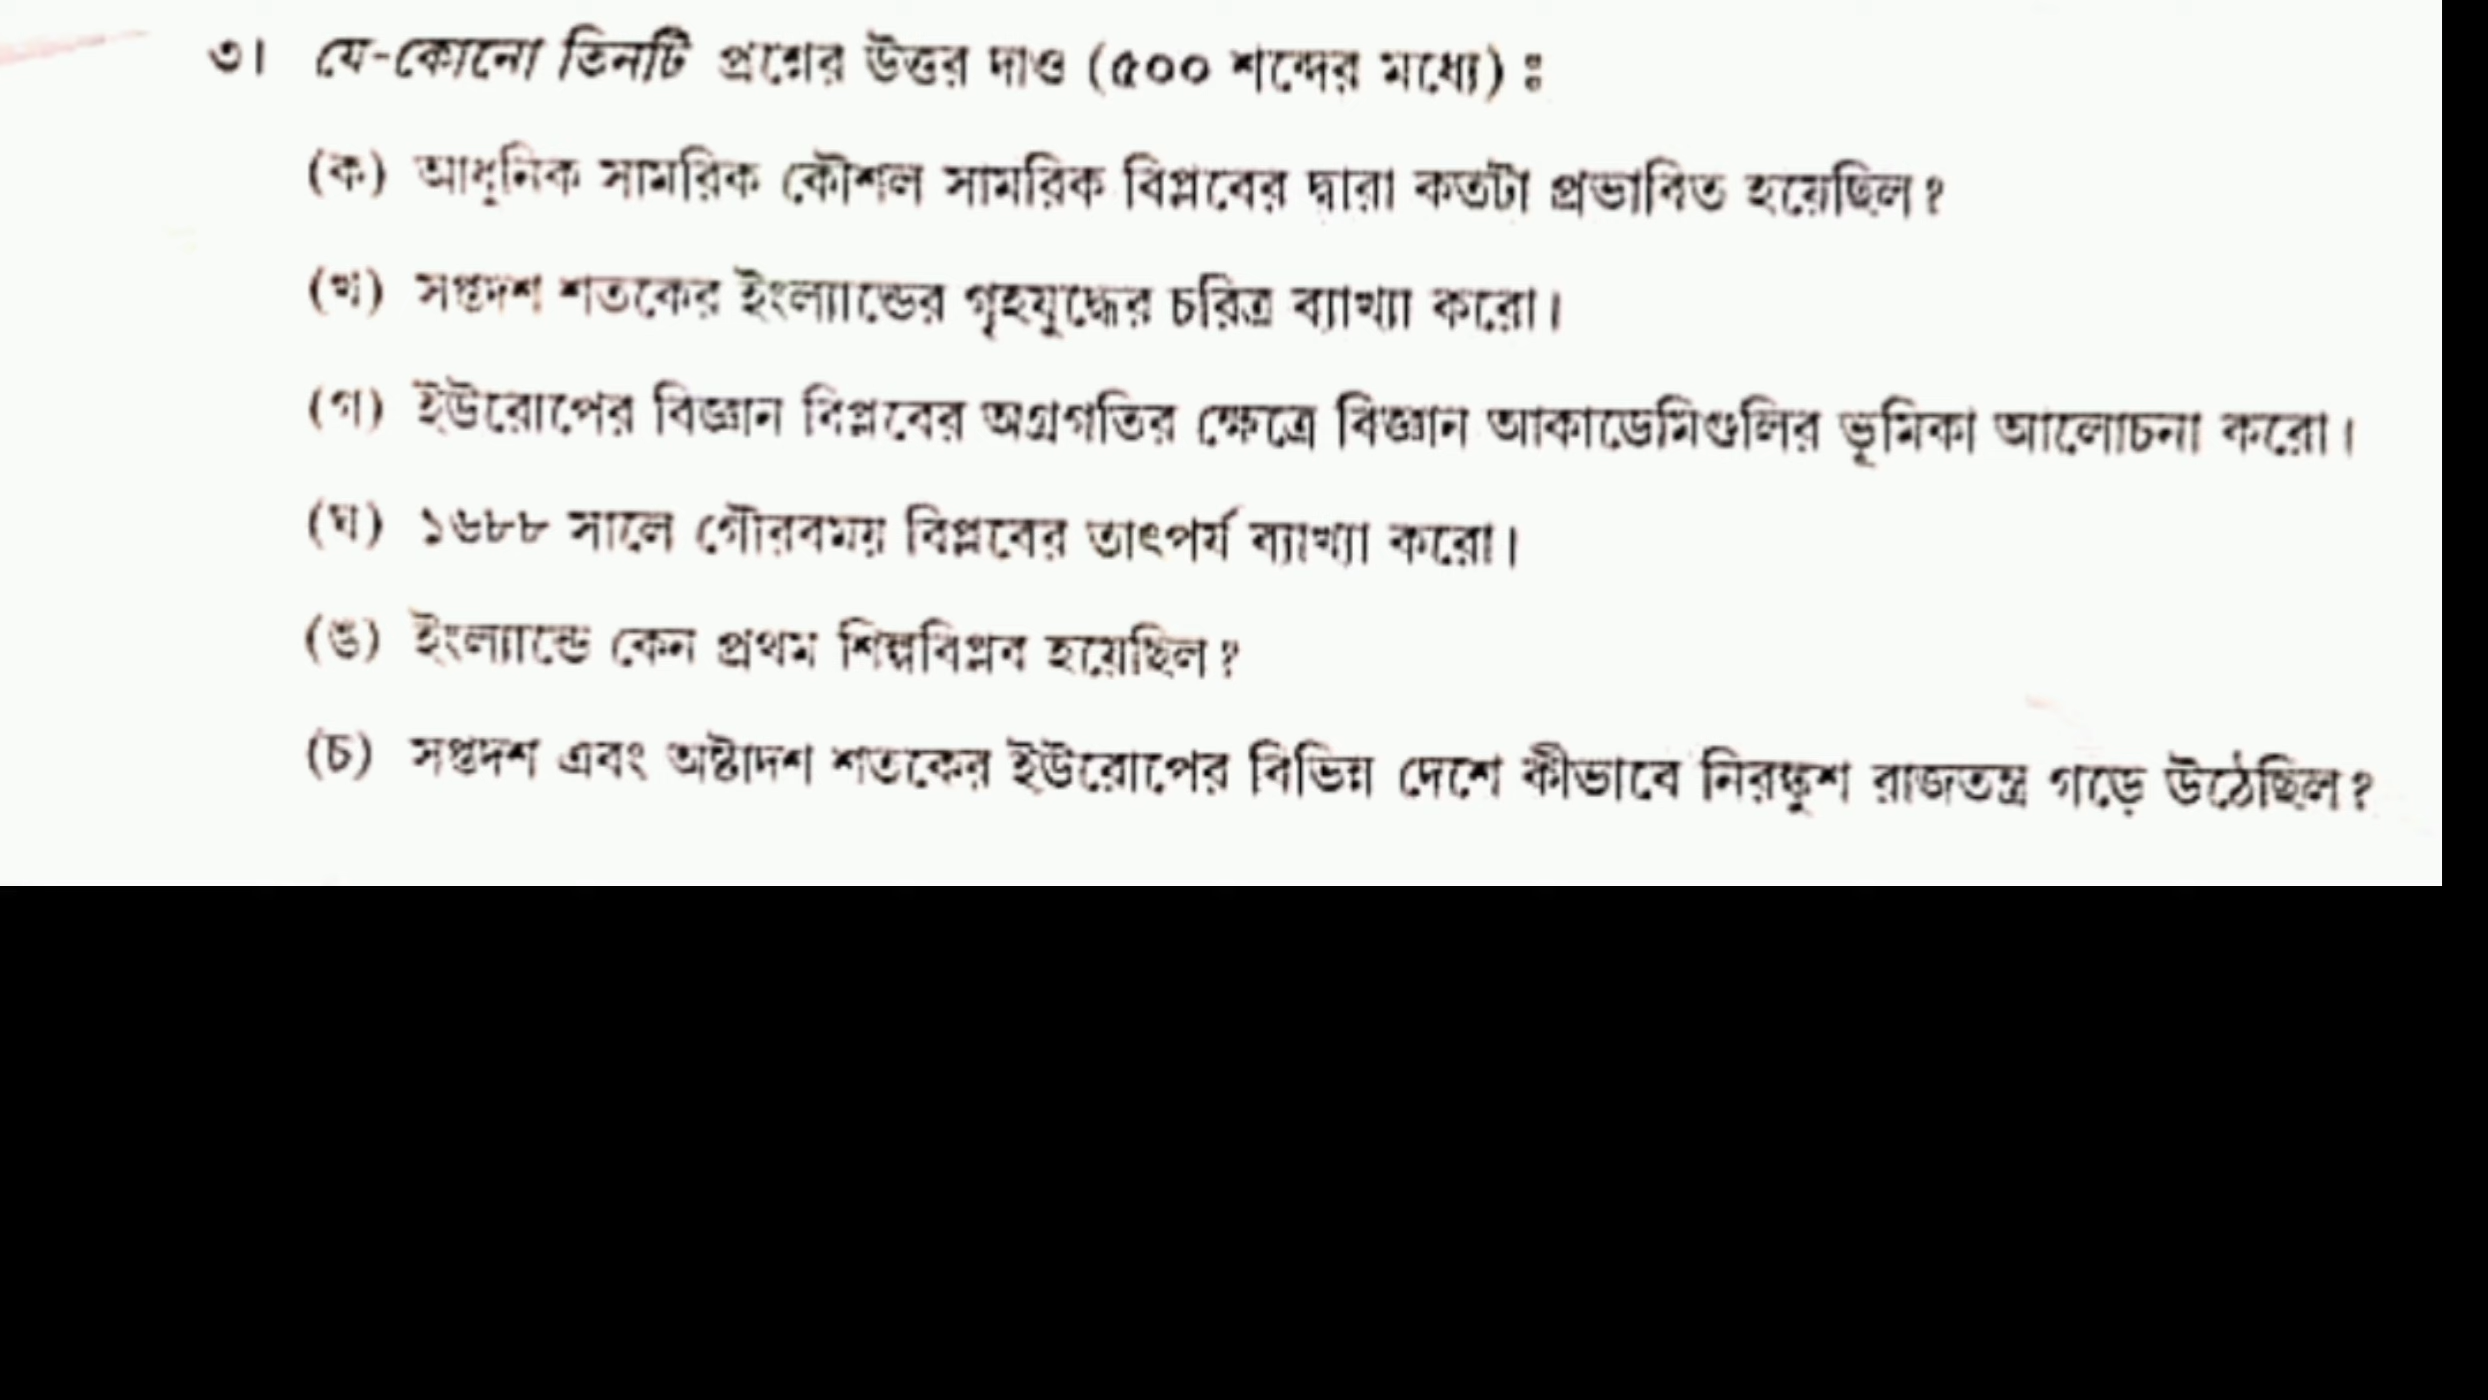 ৩। যে-কোনো তিনটি প্রশ্নের উত্তর দাও (৫০০ শব্দের মধ্যে) ঃ
(ক) আধুনিক সামরিক কৌশল সামরিক বিপ্লবের দ্বারা কতটা প্রভাবিত হয়েছিল?
(খ) সপ্তদশ শতকের ইংল্যান্ডের গৃহযুদ্ধের চরিত্র ব্যাখ্যা করো।
(গ) ইউরোপের বিজ্ঞান বিপ্লবের অগ্রগতির ক্ষেত্রে বিজ্ঞান আকাডেমিগুলির ভূমিকা আলোচনা করো।
(ঘ) ১৬৮৮ সালে গৌরবময় বিপ্লবের তাৎপর্য ব্যাখ্যা করো।
(ঙ) ইংল্যান্ডে কেন প্রথম শিল্পবিপ্লব হয়েছিল?
(চ) সপ্তদশ এবং অষ্টাদশ শতকের ইউরোপের বিভিন্ন দেশে কীভাবে নিরঙ্কুশ রাজতন্ত্র গড়ে উঠেছিল?